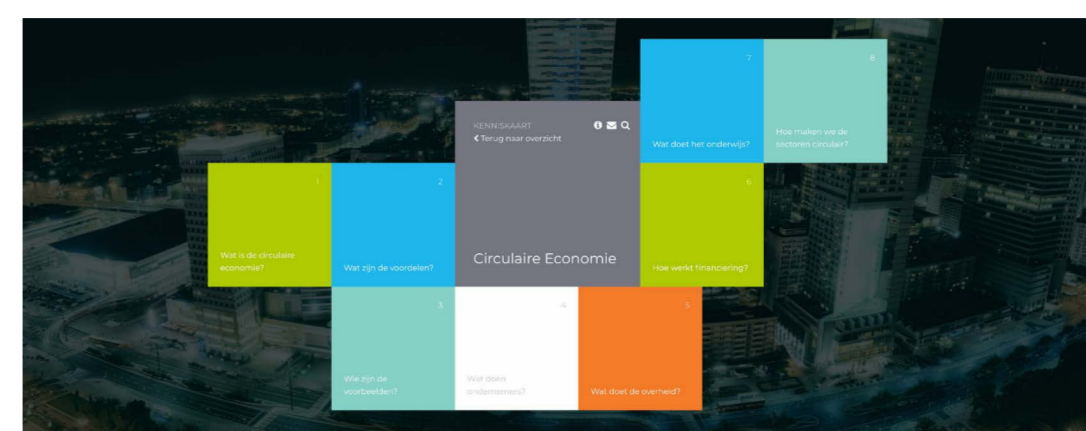 7
8
KENNISKAART
Terug naar overzicht
Wat doet het onderwijs?
Hoe maken we de
sectoren circulair?
1
2
6
Wat is de circulaire
economie?
Wat zijn de voordelen?
Circulaire Economie
Hoe werkt financiering?
3
4
5
Wie zijn de
voorbeelden?
Wat doen
ondernemers?
Wat doet de overheid?